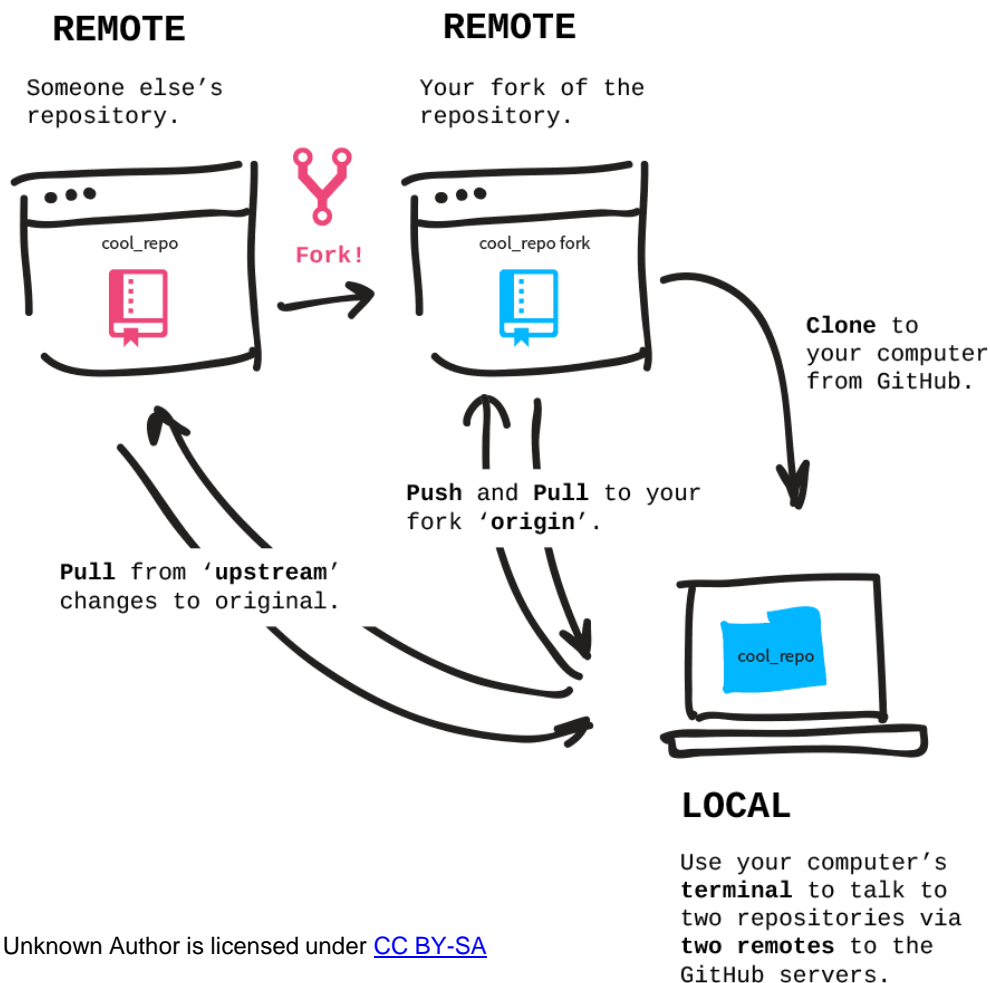 REMOTE
Someone else’s
repository.
REMOTE
Your fork of the
repository.
cool_repo
Fork!
cool_repo fork
Clone to
your computer
from GitHub.
Push and Pull to your
fork ‘origin’.
Pull from ‘upstream’
changes to original.
cool_repo
LOCAL
Use your computer’s
terminal to talk to
two repositories via
two remotes to the
GitHub servers.
Unknown Author is licensed under CC BY-SA